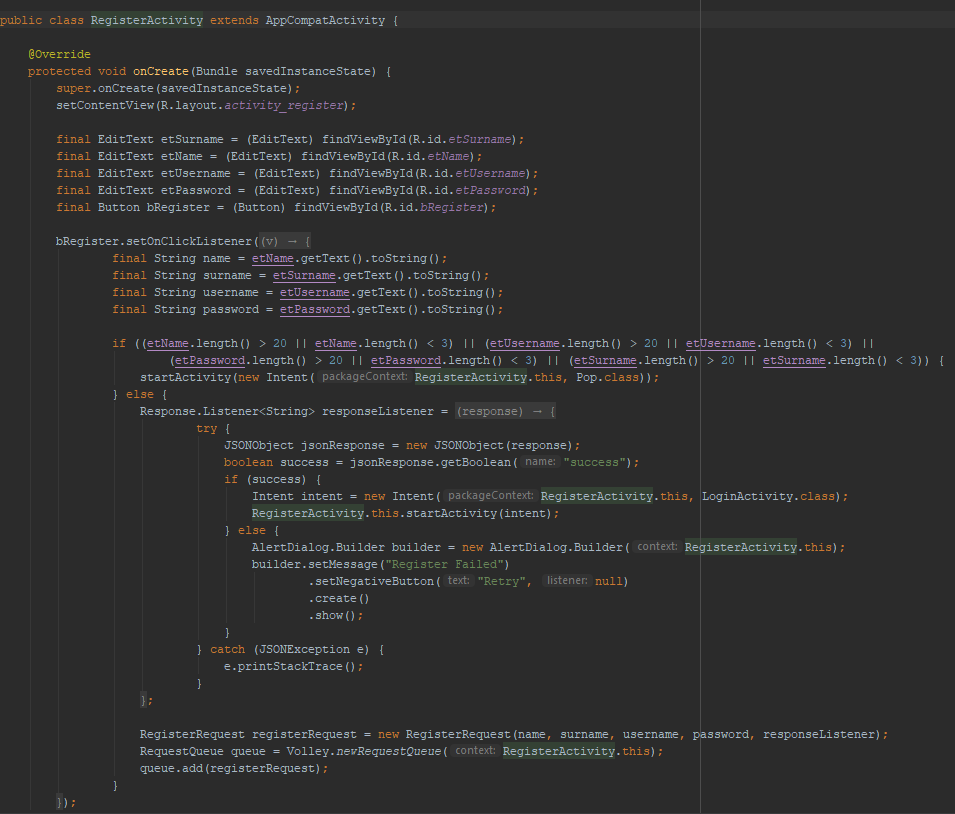 public class RegisterActivity extends AppCompatActivity {
@Override
protected void onCreate(Bundle savedInstanceState) {
super.onCreate(savedInstanceState);
setContentView(R.layout.activity_register);
final EditText etSurname = (EditText) findViewById(R.id.etSurname);
final EditText etName = (EditText) findViewById(R.id.etName);
final EditText etUsername = (EditText) findViewById(R.id.etUsername);
final EditText etPassword = (EditText) findViewById(R.id.etPassword);
final Button bRegister = (Button) findViewById(R.id.bRegister);
bRegister.setOnClickListener((v) → {
final String name = etName.getText().toString();
final String surname = etSurname.getText().toString();
final String username = etUsername.getText().toString();
final String password = etPassword.getText().toString();
if ((etName.length() > 20 || etName.length() < 3) || (etUsername.length() > 20 || etUsername.length() < 3) ||
(etPassword.length() > 20 || etPassword.length() < 3) || (etSurname.length() > 20 || etSurname.length() < 3)) {
startActivity(new Intent( packageContext: RegisterActivity.this, Pop.class));
} else {
Response.Listener<String> responseListener = (response) → {
try {
JSONObject jsonResponse = new JSONObject(response);
boolean success = jsonResponse.getBoolean( name: "success");
if (success) {
Intent intent = new Intent( packageContext: RegisterActivity.this, LoginActivity.class);
RegisterActivity.this.startActivity(intent);
} else {
AlertDialog.Builder builder = new AlertDialog.Builder( context: RegisterActivity.this);
builder.setMessage("Register Failed")
.setNegativeButton( text: "Retry", listener: null)
.create()
.show();
}
} catch (JSONException e) {
e.printStackTrace();
}
};
RegisterRequest registerRequest = new RegisterRequest(name, surname, username, password, responseListener);
RequestQueue queue = Volley.newRequestQueue( context: RegisterActivity.this);
queue.add(registerRequest);
}
});